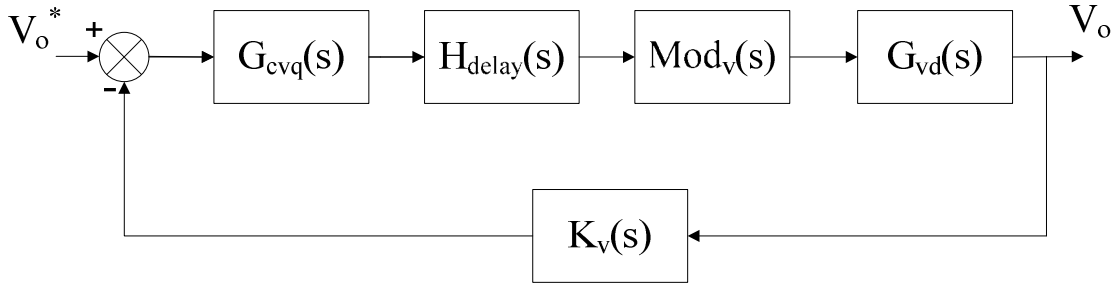 V_o^*
+
-
G_cvq(s)
H_delay(s)
Mod_v(s)
G_vd(s)
V_o
K_v(s)